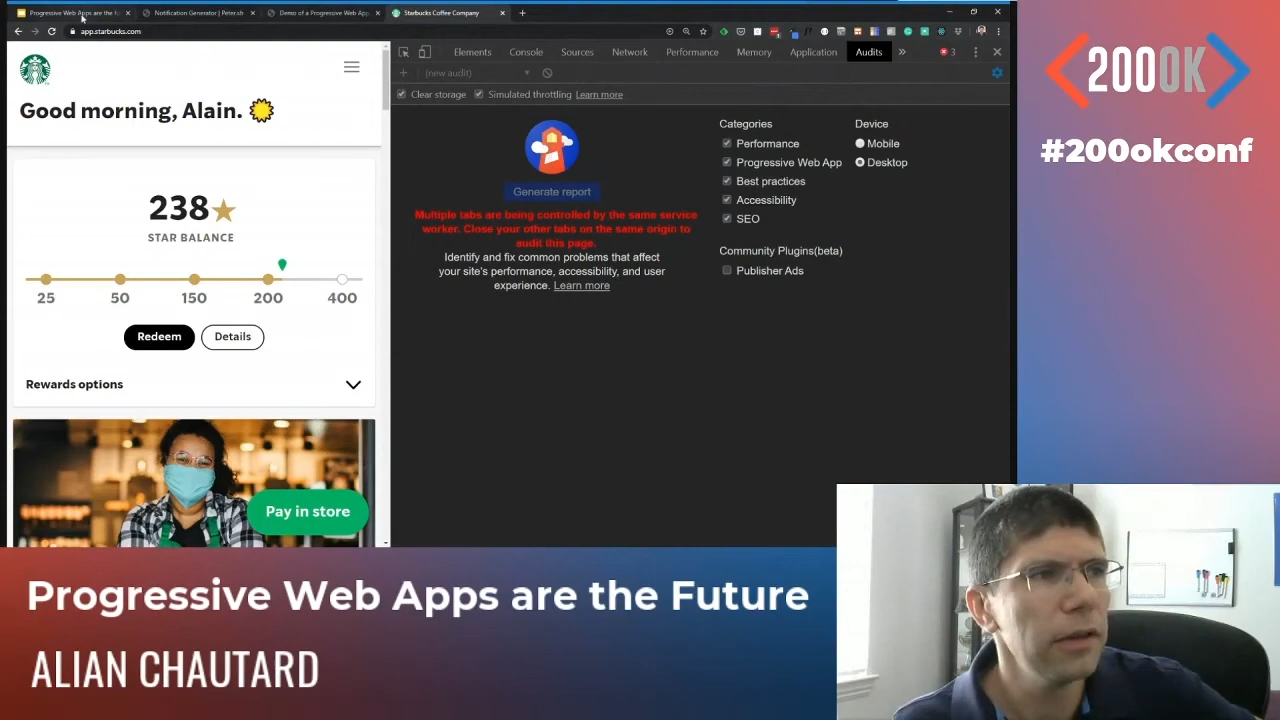 Progressive Web Apps are the f
Notification Generator | Peter.sh
Demo of a Progressive Web App
Starbucks Coffee Company
app.starbucks.com
Good morning, Alain.
238
STAR BALANCE
25 50 150 200 400
Redeem Details
Rewards options
Pay in store
Elements Console Sources Network Performance Memory Application Audits » 3
(new audit)
Clear storage Simulated throttling Learn more
Generate report
Multiple tabs are being controlled by the same service
worker. Close your other tabs on the same origin to
audit this page.
Identify and fix common problems that affect
your site's performance, accessibility, and user
experience. Learn more
Categories
Performance
Progressive Web App
Best practices
Accessibility
SEO
Community Plugins(beta)
Publisher Ads
Device
Mobile
Desktop
200OK
#200okconf
Progressive Web Apps are the Future
ALIAN CHAUTARD